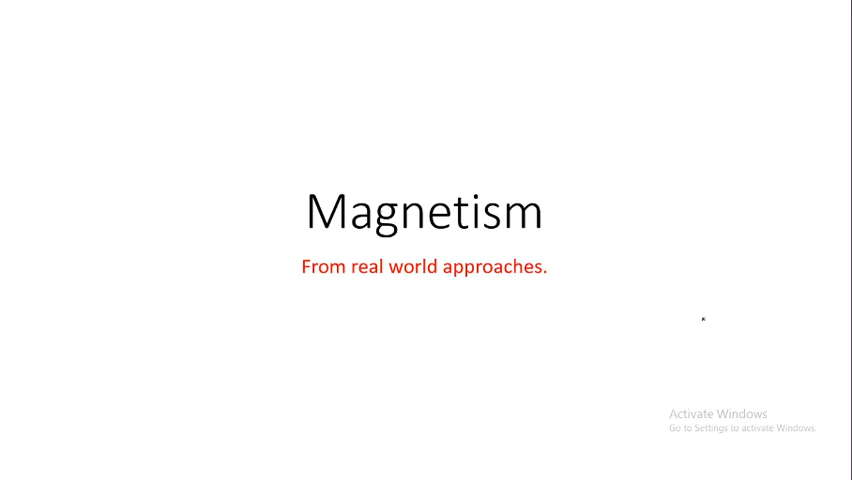 Magnetism
From real world approaches.
Activate Windows
Go to Settings to activate Windows.